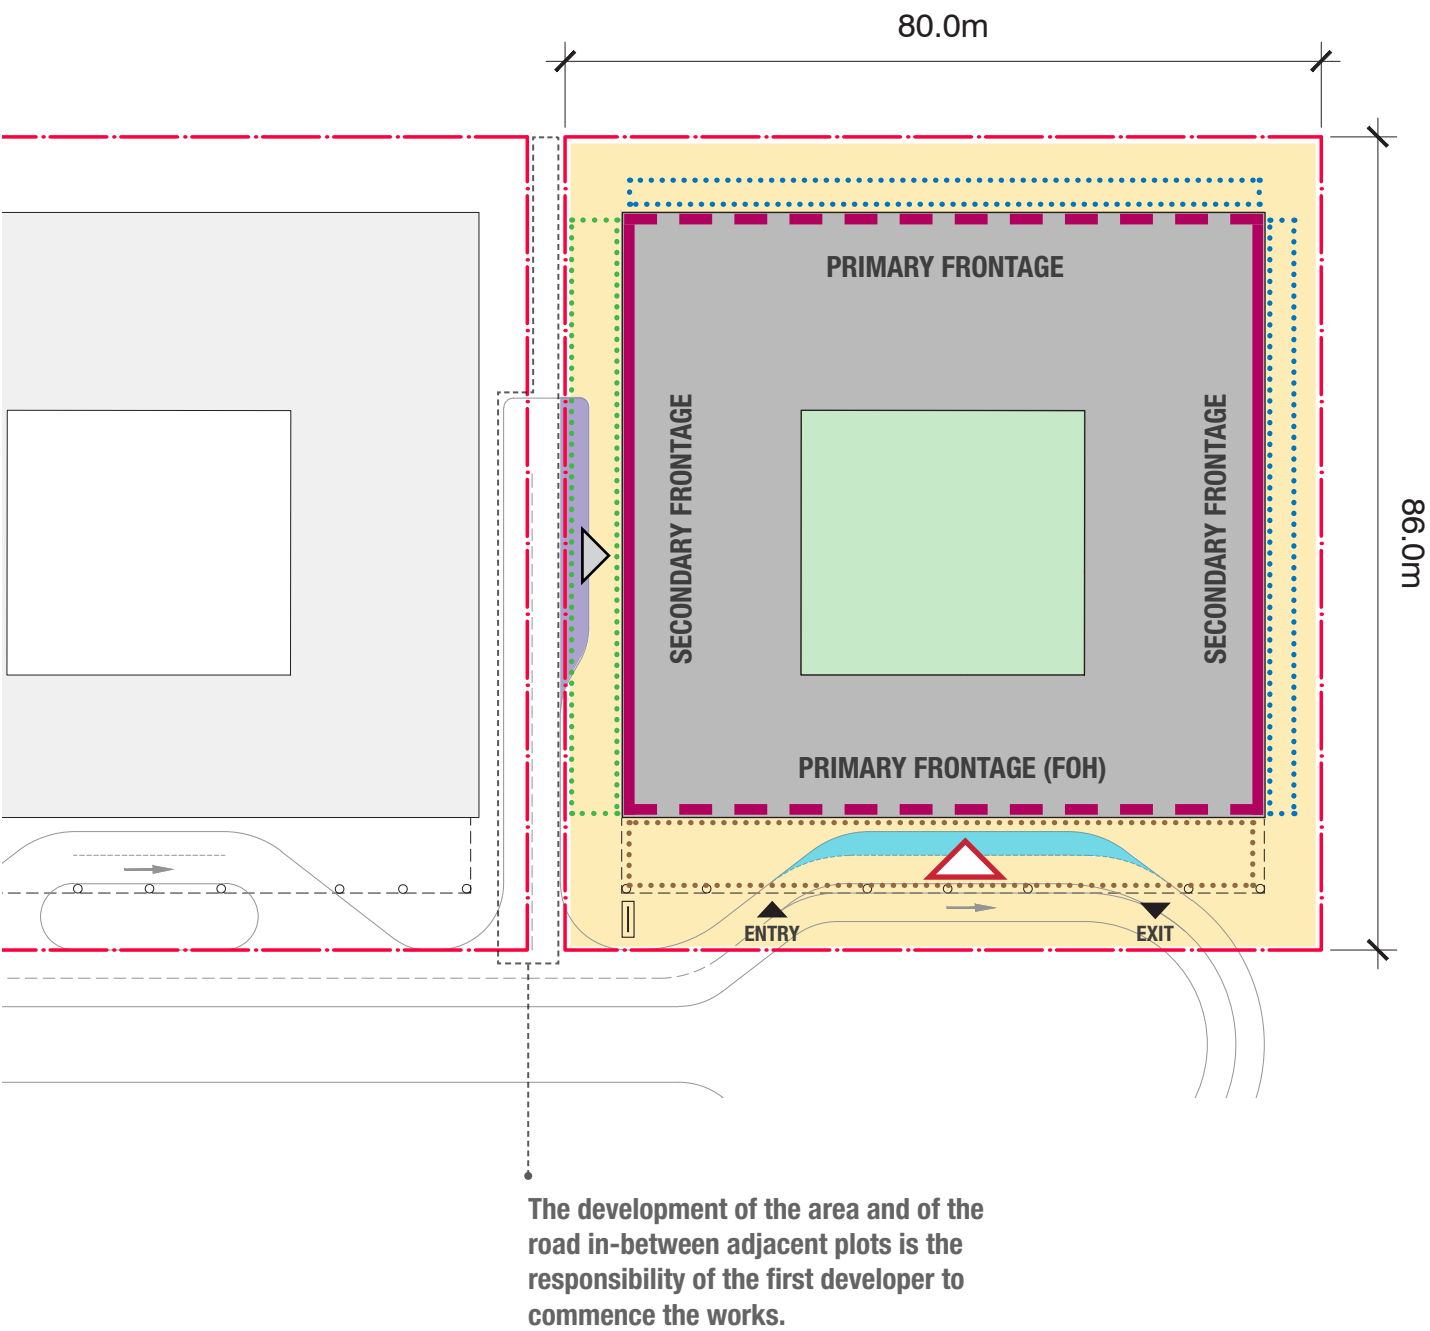 80.0m
PRIMARY FRONTAGE
SECONDARY FRONTAGE
SECONDARY FRONTAGE
86.0m
PRIMARY FRONTAGE (FOH)
ENTRY
EXIT
The development of the area and of the
road in-between adjacent plots is the
responsibility of the first developer to
commence the works.